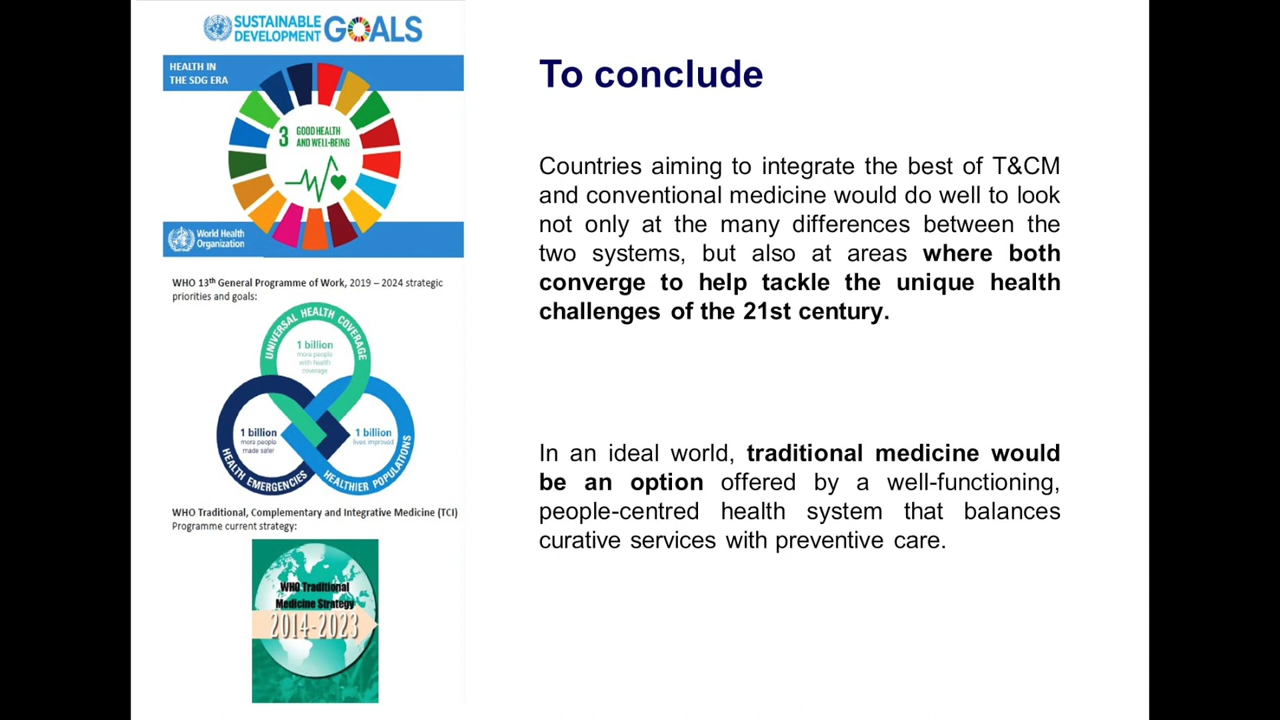 SUSTAINABLE
DEVELOPMENT GOALS
HEALTH IN
THE SDG ERA
3 GOOD HEALTH
AND WELL-BEING
World Health
Organization
WHO 13th General Programme of Work, 2019 – 2024 strategic
priorities and goals:
UNIVERSAL HEALTH COVERAGE
1 billion
more people
with health
coverage
1 billion
more people
made safer
HEALTH EMERGENCIES
1 billion
lives improved
HEALTHIER POPULATIONS
WHO Traditional, Complementary and Integrative Medicine (TCI)
Programme current strategy:
WHO Traditional
Medicine Strategy
2014-2023
To conclude
Countries aiming to integrate the best of T&CM
and conventional medicine would do well to look
not only at the many differences between the
two systems, but also at areas where both
converge to help tackle the unique health
challenges of the 21st century.
In an ideal world, traditional medicine would
be an option offered by a well-functioning,
people-centred health system that balances
curative services with preventive care.